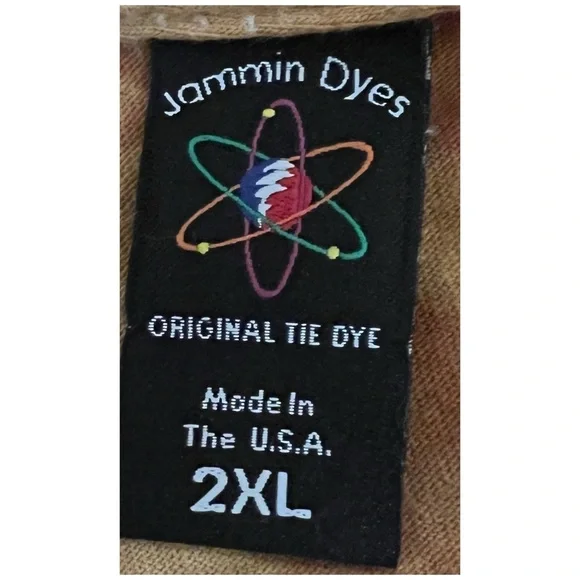 Jammin Dyes
ORIGINAL TIE DYE
Made In
The U.S.A.
2XL